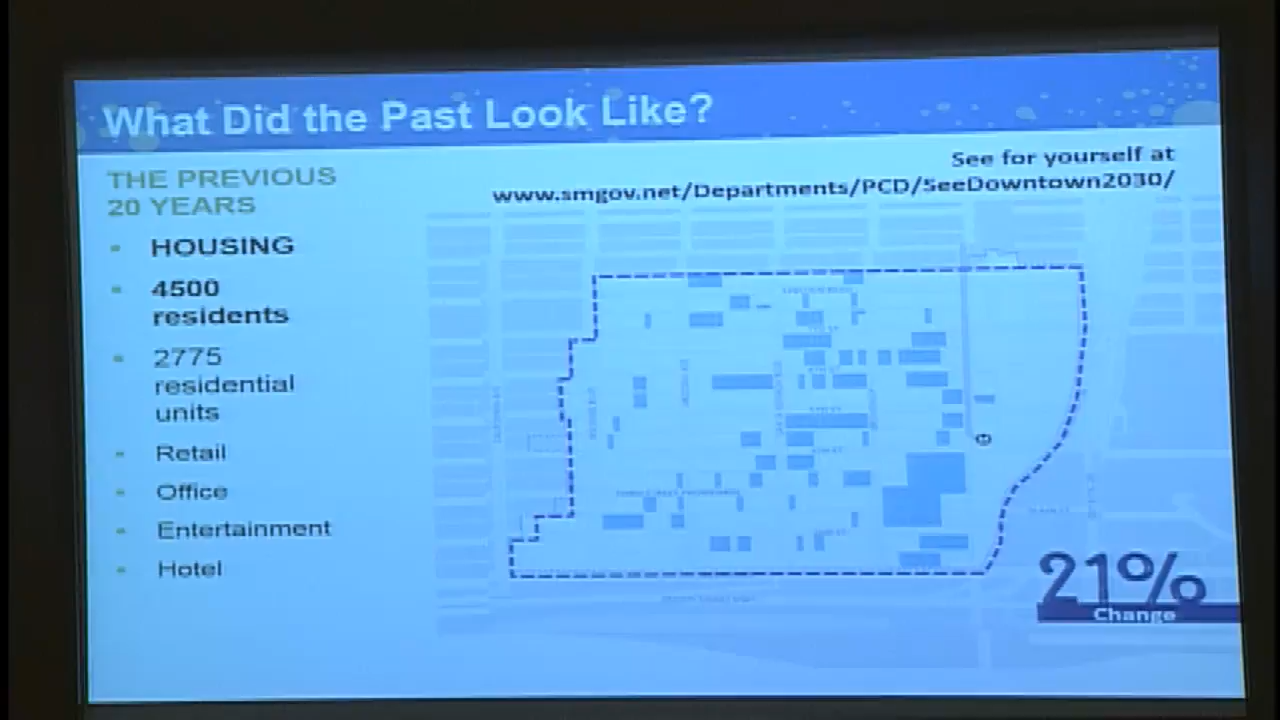 What Did the Past Look Like?
See for yourself at
www.smgov.net/Departments/PCD/SeeDowntown2030/
THE PREVIOUS
20 YEARS
HOUSING
4500
residents
2775
residential
units
Retail
Office
Entertainment
Hotel
21%
Change